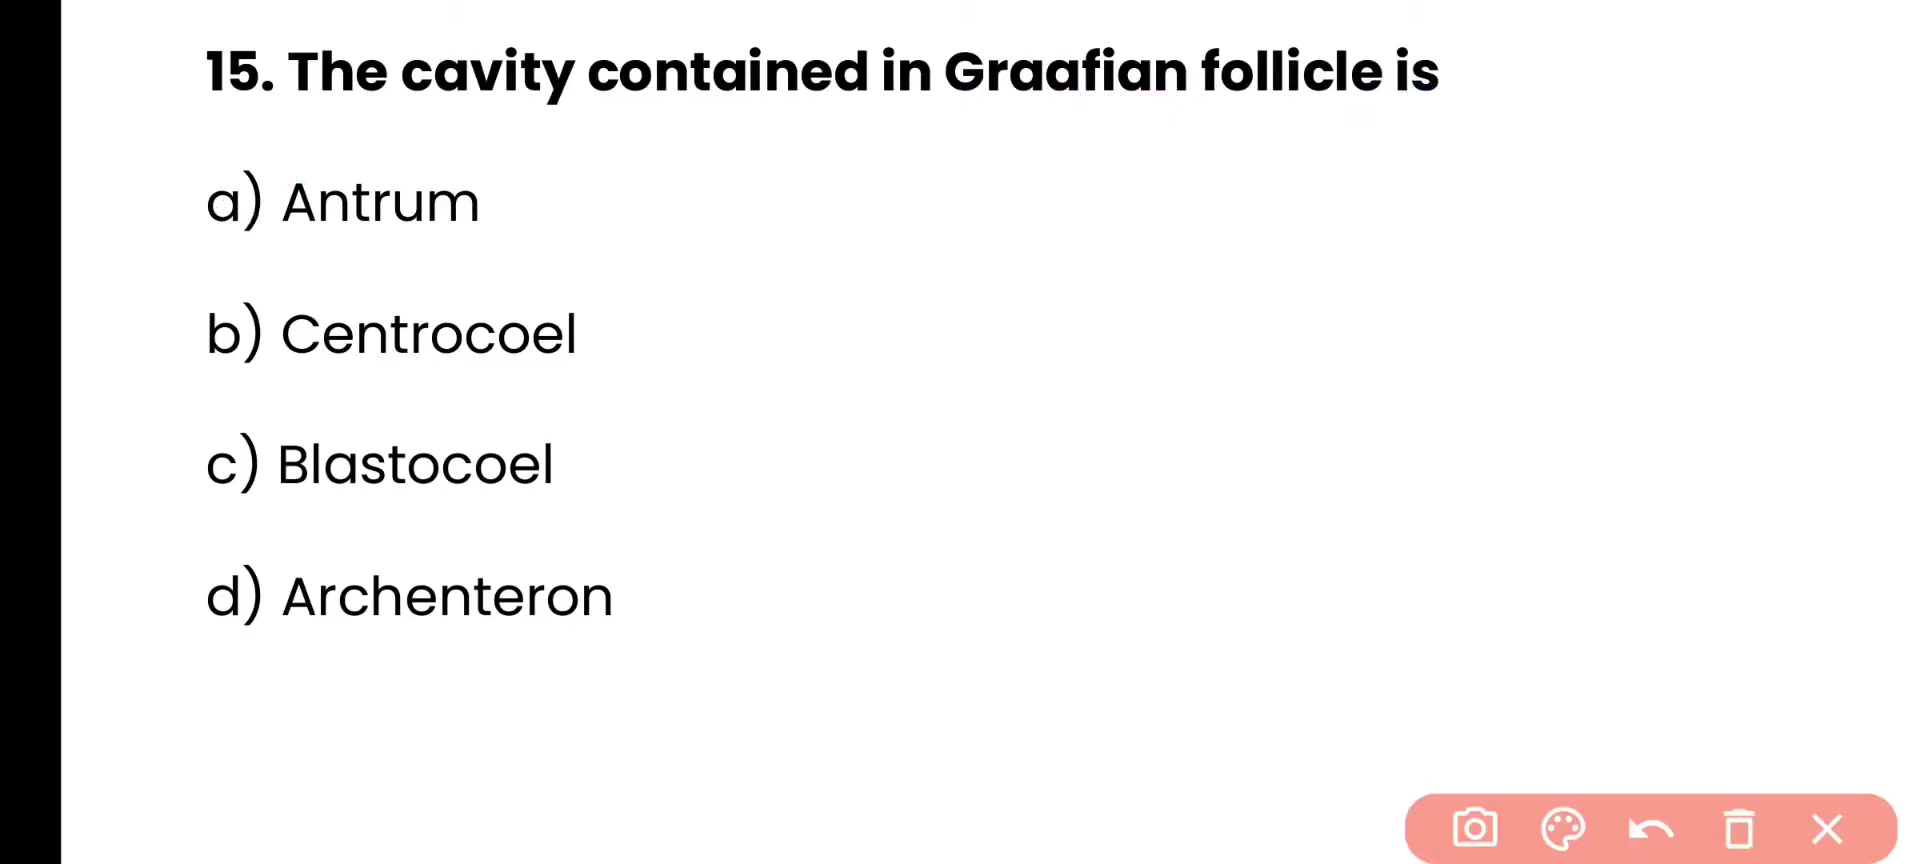 15. The cavity contained in Graafian follicle is
a) Antrum
b) Centrocoel
c) Blastocoel
d) Archenteron